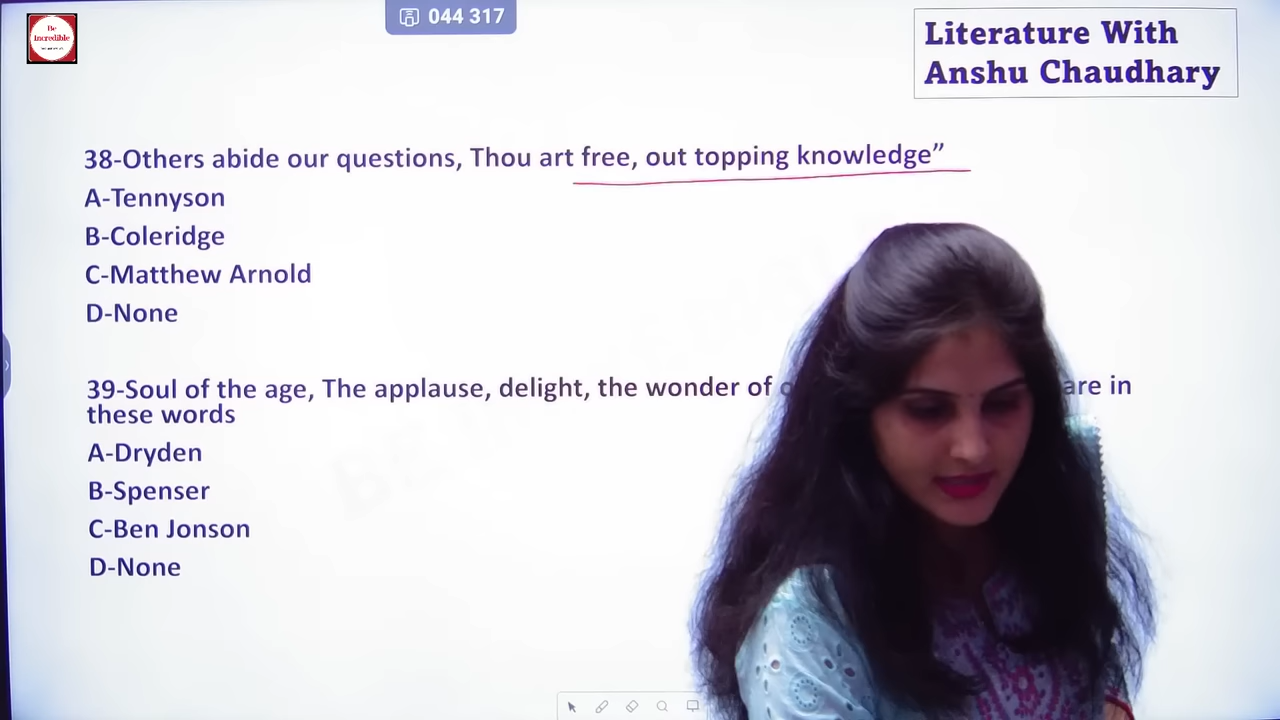 Be
Incredible
044 317
Literature With
Anshu Chaudhary
38-Others abide our questions, Thou art free, out topping knowledge”
A-Tennyson
B-Coleridge
C-Matthew Arnold
D-None
39-Soul of the age, The applause, delight, the wonder of are in
these words
A-Dryden
B-Spenser
C-Ben Jonson
D-None